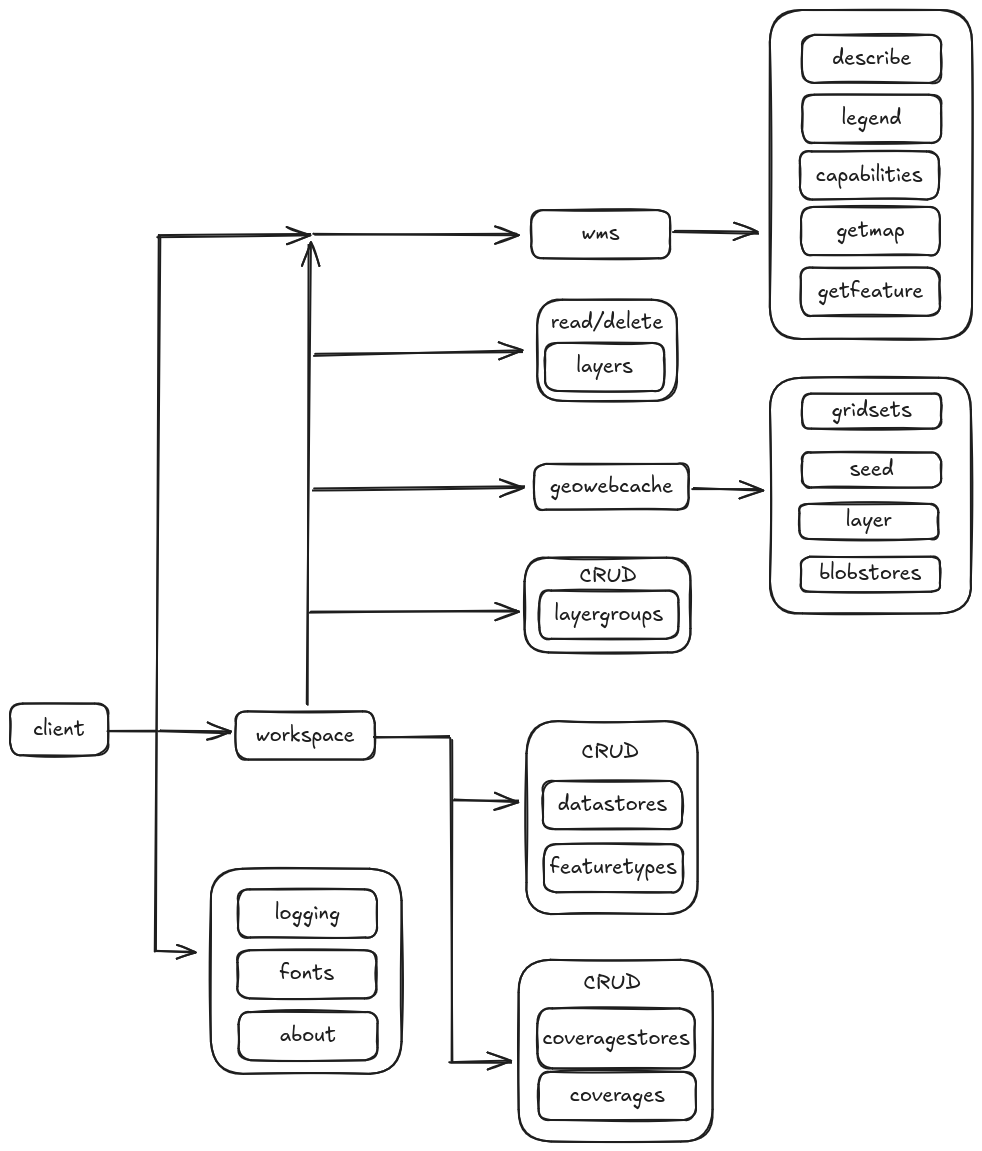 describe
legend
capabilities
getmap
getfeature
wms
read/delete
layers
gridsets
seed
layer
blobstores
geowebcache
CRUD
layergroups
client
workspace
CRUD
datastores
featuretypes
logging
fonts
about
CRUD
coveragestores
coverages